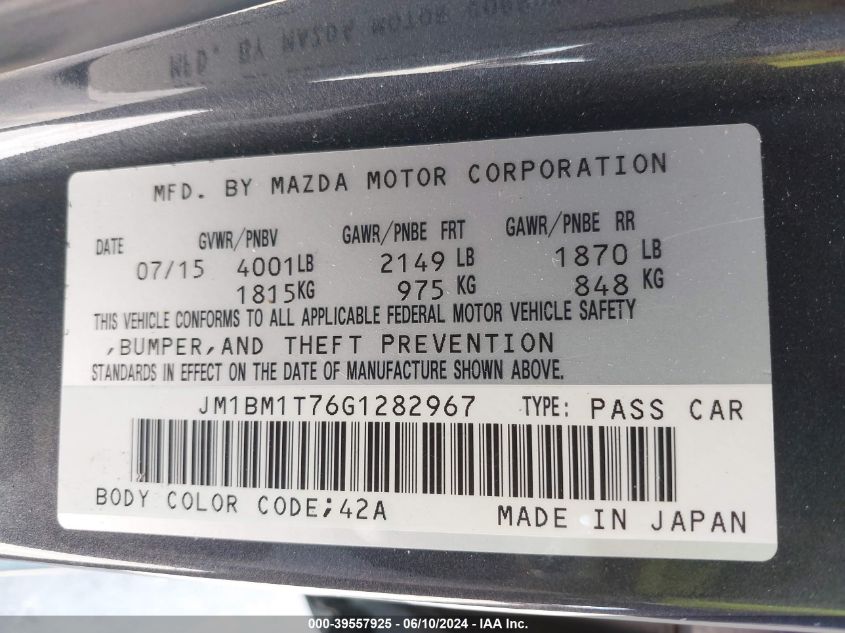 MFD. BY MAZDA MOTOR CORPORATION
DATE GVWR/PNBV GAWR/PNBE FRT GAWR/PNBE RR
07/15 4001LB 2149 LB 1870 LB
1815KG 975 KG 848 KG
THIS VEHICLE CONFORMS TO ALL APPLICABLE FEDERAL MOTOR VEHICLE SAFETY
,BUMPER,AND THEFT PREVENTION
STANDARDS IN EFFECT ON THE DATE OF MANUFACTURE SHOWN ABOVE.
JM1BM1T76G1282967 TYPE: PASS CAR
BODY COLOR CODE;42A
MADE IN JAPAN
000-39557925 - 06/10/2024 - IAA Inc.